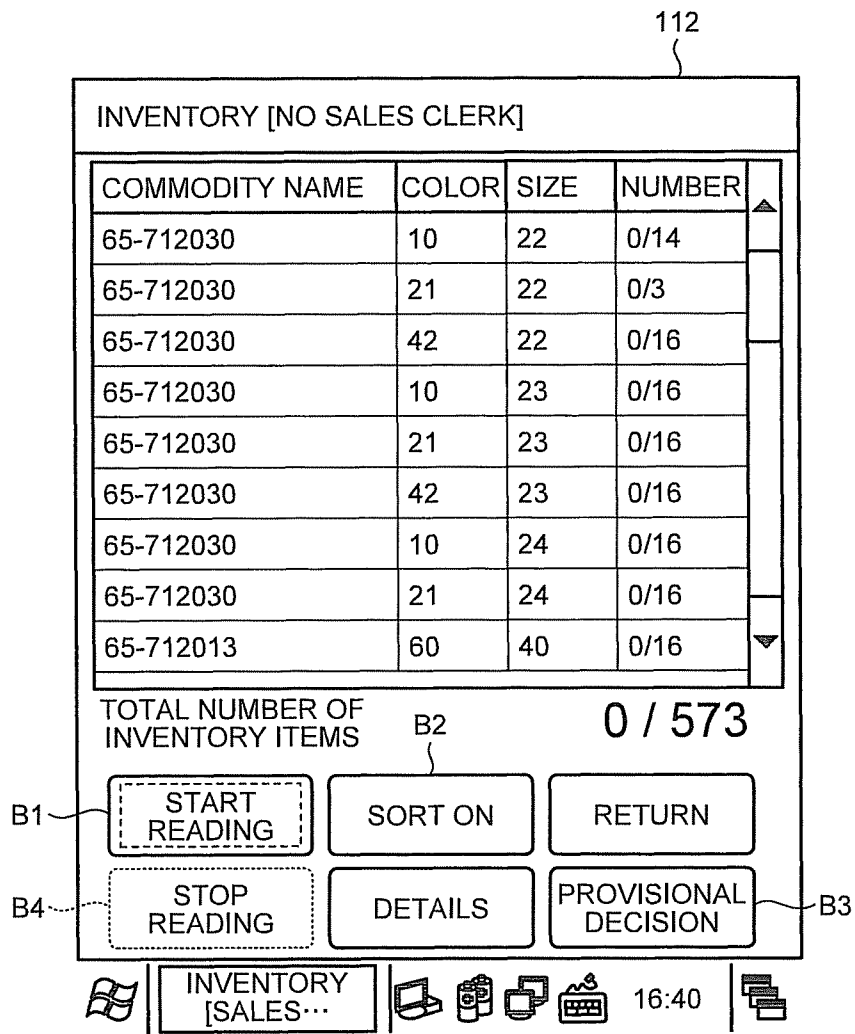 112
INVENTORY [NO SALES CLERK]
COMMODITY NAME COLOR SIZE NUMBER
65-712030 10 22 0/14
65-712030 21 22 0/3
65-712030 42 22 0/16
65-712030 10 23 0/16
65-712030 21 23 0/16
65-712030 42 23 0/16
65-712030 10 24 0/16
65-712030 21 24 0/16
65-712013 60 40 0/16
TOTAL NUMBER OF
INVENTORY ITEMS
0 / 573
B2
B1
START
READING
SORT ON
RETURN
B4
STOP
READING
DETAILS
PROVISIONAL
DECISION
B3
INVENTORY
[SALES···
16:40